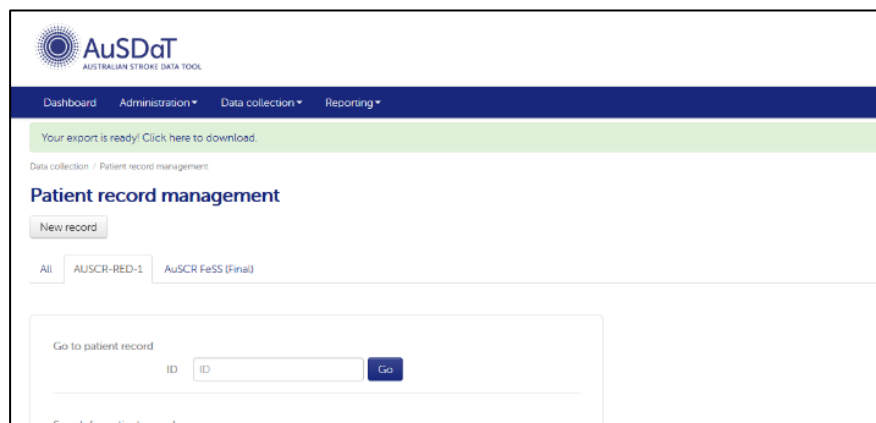 AuSDaT
AUSTRALIAN STROKE DATA TOOL
Dashboard Administration Data collection Reporting
Your export is ready! Click here to download.
Data collection / Patient record management
Patient record management
New record
All AUSCR-RED-1 AuSCR FeSS (Final)
Go to patient record
ID ID Go